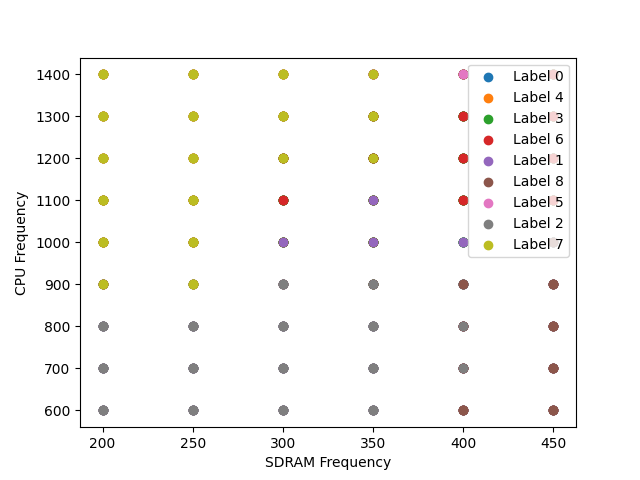 1400
1300
1200
1100
1000
900
800
700
600
CPU Frequency
200 250 300 350 400 450
SDRAM Frequency
Label 0
Label 4
Label 3
Label 6
Label 1
Label 8
Label 5
Label 2
Label 7